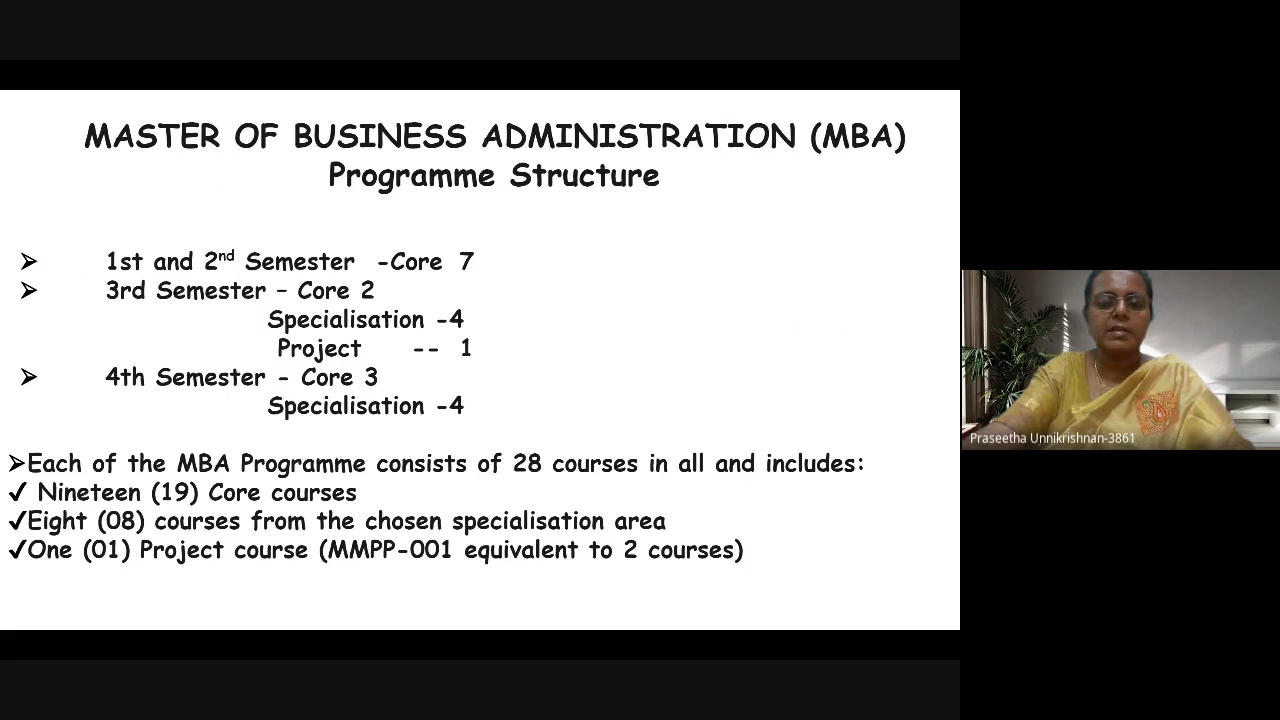 MASTER OF BUSINESS ADMINISTRATION (MBA)
Programme Structure
➢ 1st and 2nd Semester -Core 7
➢ 3rd Semester – Core 2
Specialisation -4
Project -- 1
➢ 4th Semester - Core 3
Specialisation -4
➢Each of the MBA Programme consists of 28 courses in all and includes:
✓ Nineteen (19) Core courses
✓Eight (08) courses from the chosen specialisation area
✓One (01) Project course (MMPP-001 equivalent to 2 courses)
Praseetha Unnikrishnan-3861